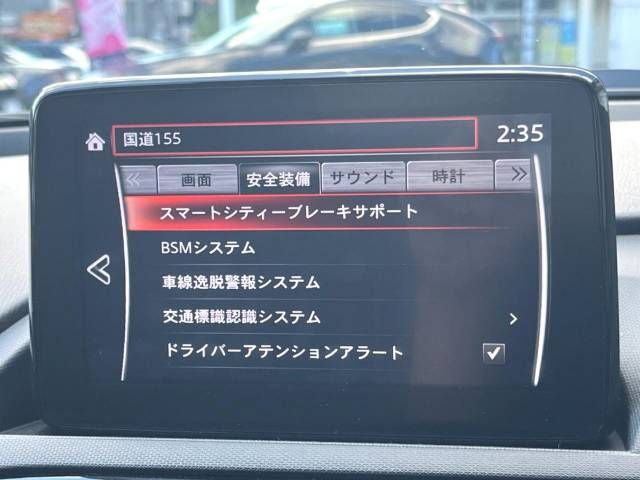 国道155
2:35
画面 安全装備 サウンド 時計
スマートシティーブレーキサポート
BSMシステム
車線逸脱警報システム
交通標識認識システム
ドライバーアテンションアラート